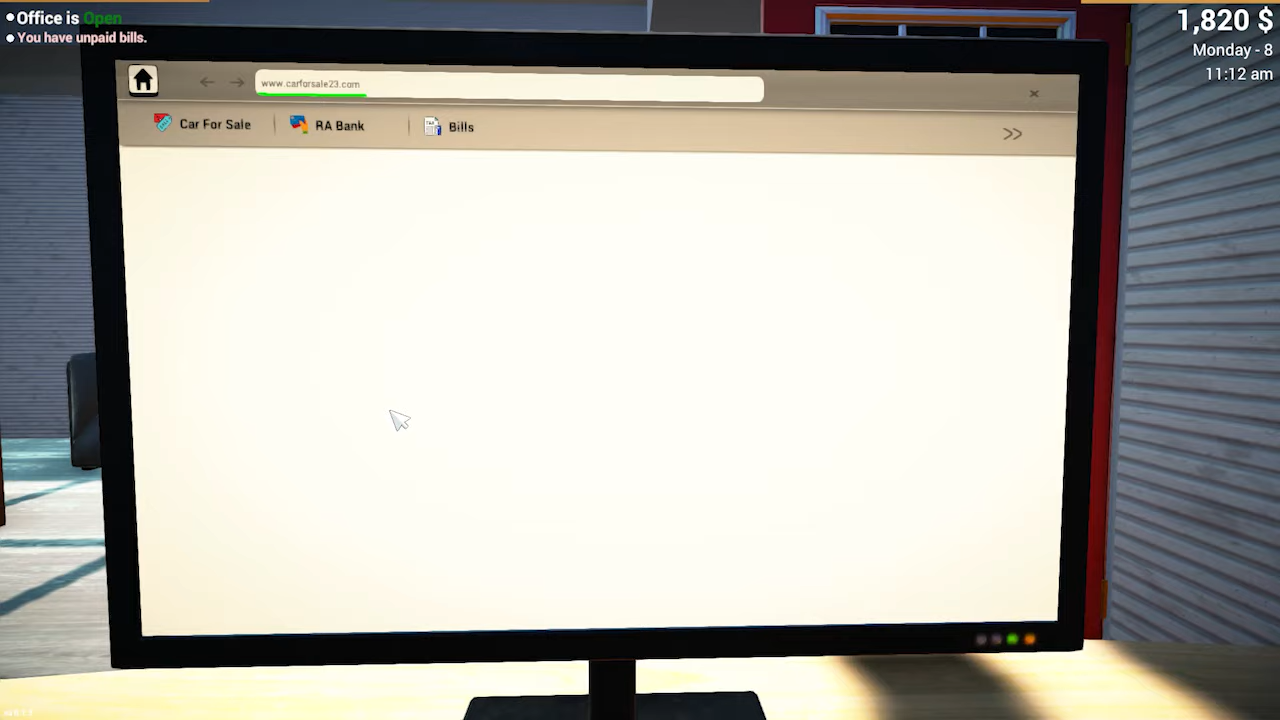 Office is Open
You have unpaid bills.
1,820 $
Monday - 8
11:12 am
www.carforsale23.com
Car For Sale
RA Bank
Bills
>>